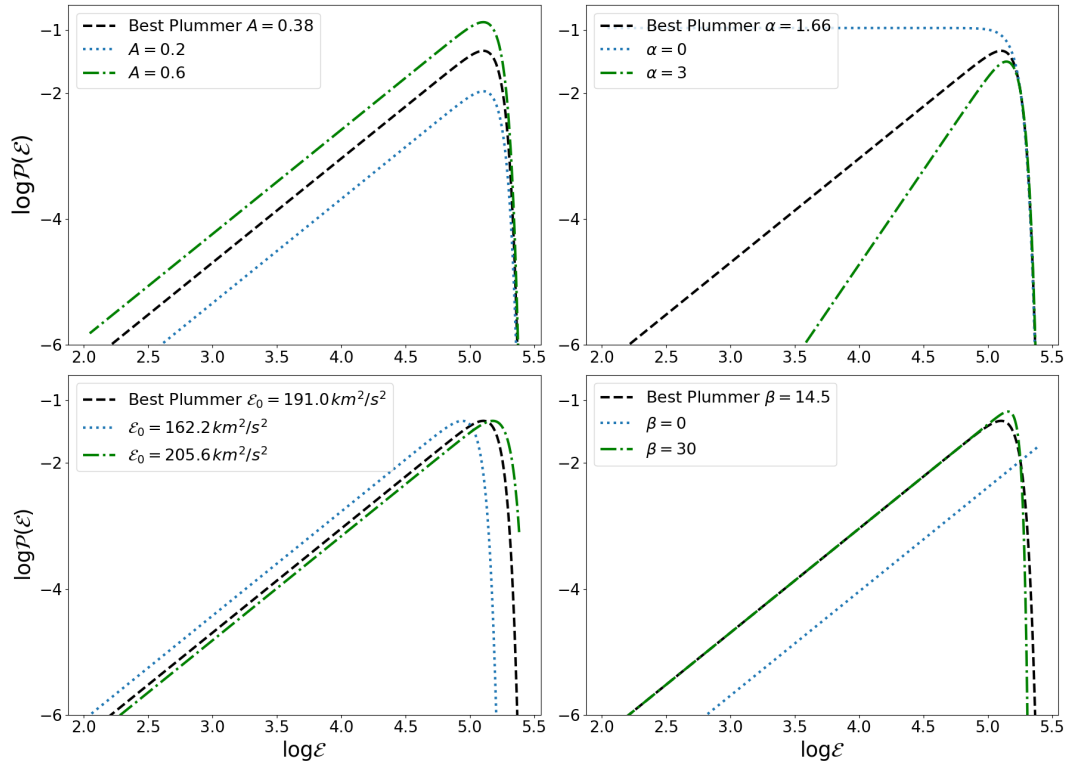 Best Plummer A = 0.38
A = 0.2
A = 0.6
−1
−2
−4
−6
log𝒫(ℰ)
2.0 2.5 3.0 3.5 4.0 4.5 5.0 5.5
Best Plummer α = 1.66
α = 0
α = 3
−1
−2
−4
−6
2.0 2.5 3.0 3.5 4.0 4.5 5.0 5.5
Best Plummer ℰ₀ = 191.0 km²/s²
ℰ₀ = 162.2 km²/s²
ℰ₀ = 205.6 km²/s²
−1
−2
−4
−6
log𝒫(ℰ)
2.0 2.5 3.0 3.5 4.0 4.5 5.0 5.5
logℰ
Best Plummer β = 14.5
β = 0
β = 30
−1
−2
−4
−6
2.0 2.5 3.0 3.5 4.0 4.5 5.0 5.5
logℰ